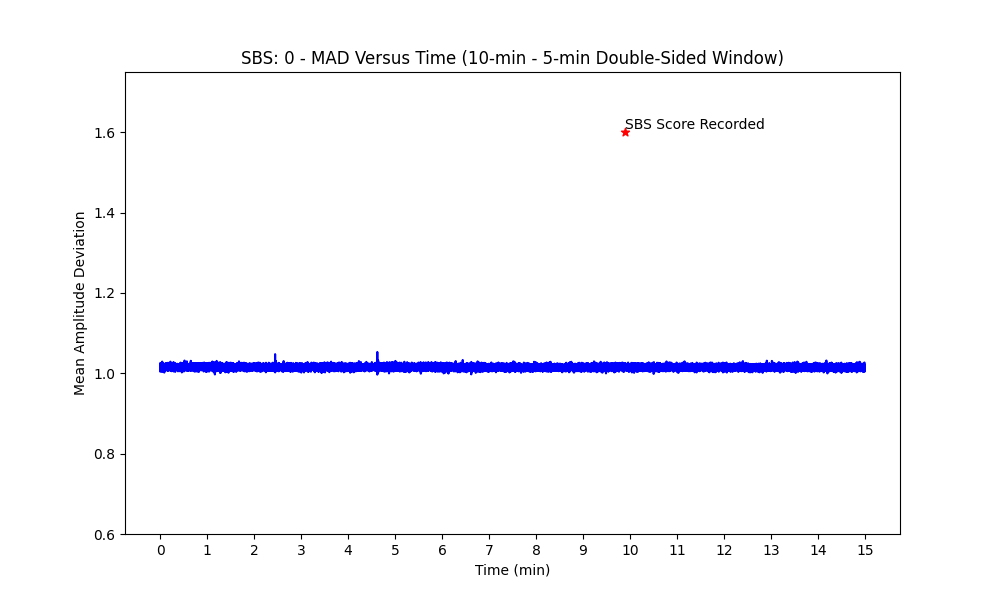 SBS: 0 - MAD Versus Time (10-min - 5-min Double-Sided Window)
SBS Score Recorded
Mean Amplitude Deviation
1.6
1.4
1.2
1.0
0.8
0.6
0 1 2 3 4 5 6 7 8 9 10 11 12 13 14 15
Time (min)